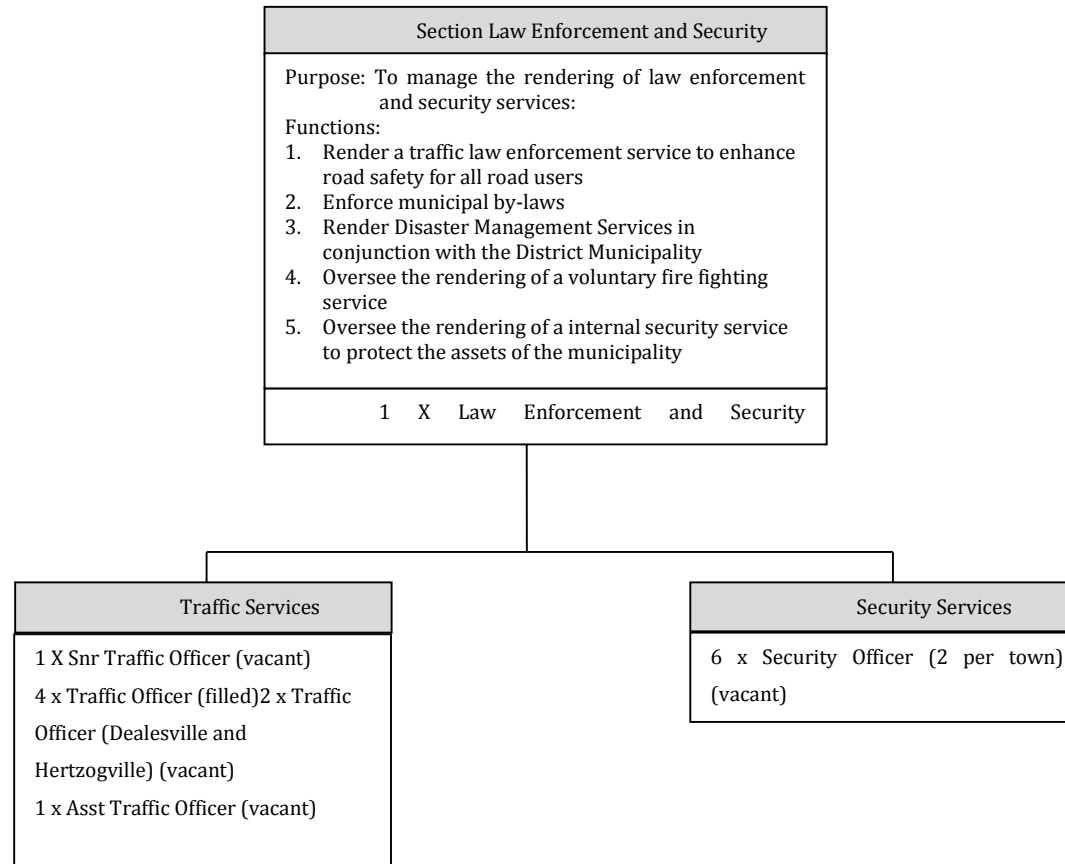 Section Law Enforcement and Security
Purpose: To manage the rendering of law enforcement
and security services:
Functions:
1. Render a traffic law enforcement service to enhance
road safety for all road users
2. Enforce municipal by-laws
3. Render Disaster Management Services in
conjunction with the District Municipality
4. Oversee the rendering of a voluntary fire fighting
service
5. Oversee the rendering of a internal security service
to protect the assets of the municipality
1 X Law Enforcement and Security
Traffic Services
1 X Snr Traffic Officer (vacant)
4 x Traffic Officer (filled)2 x Traffic
Officer (Dealesville and
Hertzogville) (vacant)
1 x Asst Traffic Officer (vacant)
Security Services
6 x Security Officer (2 per town)
(vacant)